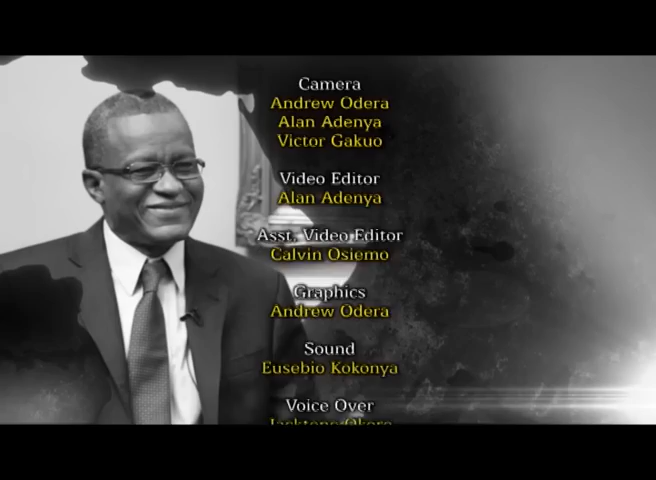 Camera
Andrew Odera
Alan Adenya
Victor Gakuo
Video Editor
Alan Adenya
Asst, Video Editor
Calvin Osiemo
Graphics
Andrew Odera
Sound
Eusebio Kokonya
Voice Over